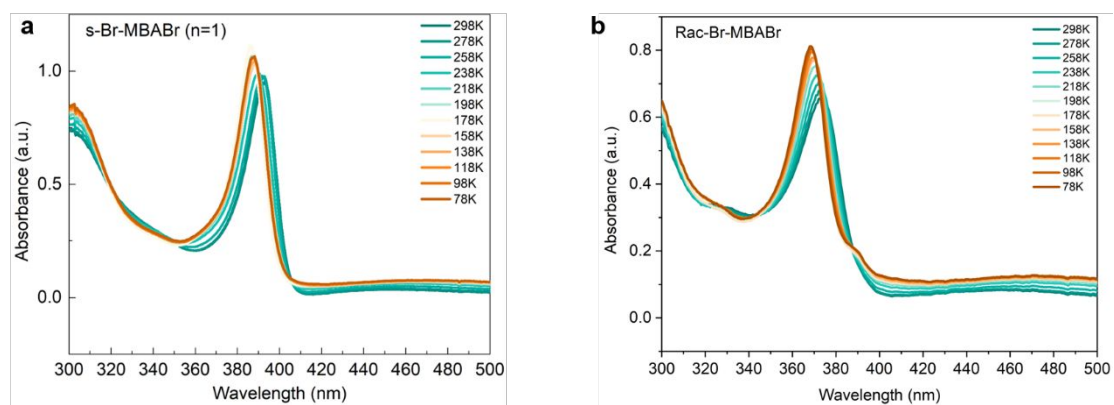 a
s-Br-MBABr (n=1)
298K
278K
258K
238K
218K
198K
178K
158K
138K
118K
98K
78K
1.0
0.5
0.0
Absorbance (a.u.)
300 320 340 360 380 400 420 440 460 480 500
Wavelength (nm)
b
Rac-Br-MBABr
298K
278K
258K
238K
218K
198K
178K
158K
138K
118K
98K
78K
0.8
0.6
0.4
0.2
0.0
Absorbance (a.u.)
300 320 340 360 380 400 420 440 460 480 500
Wavelength (nm)